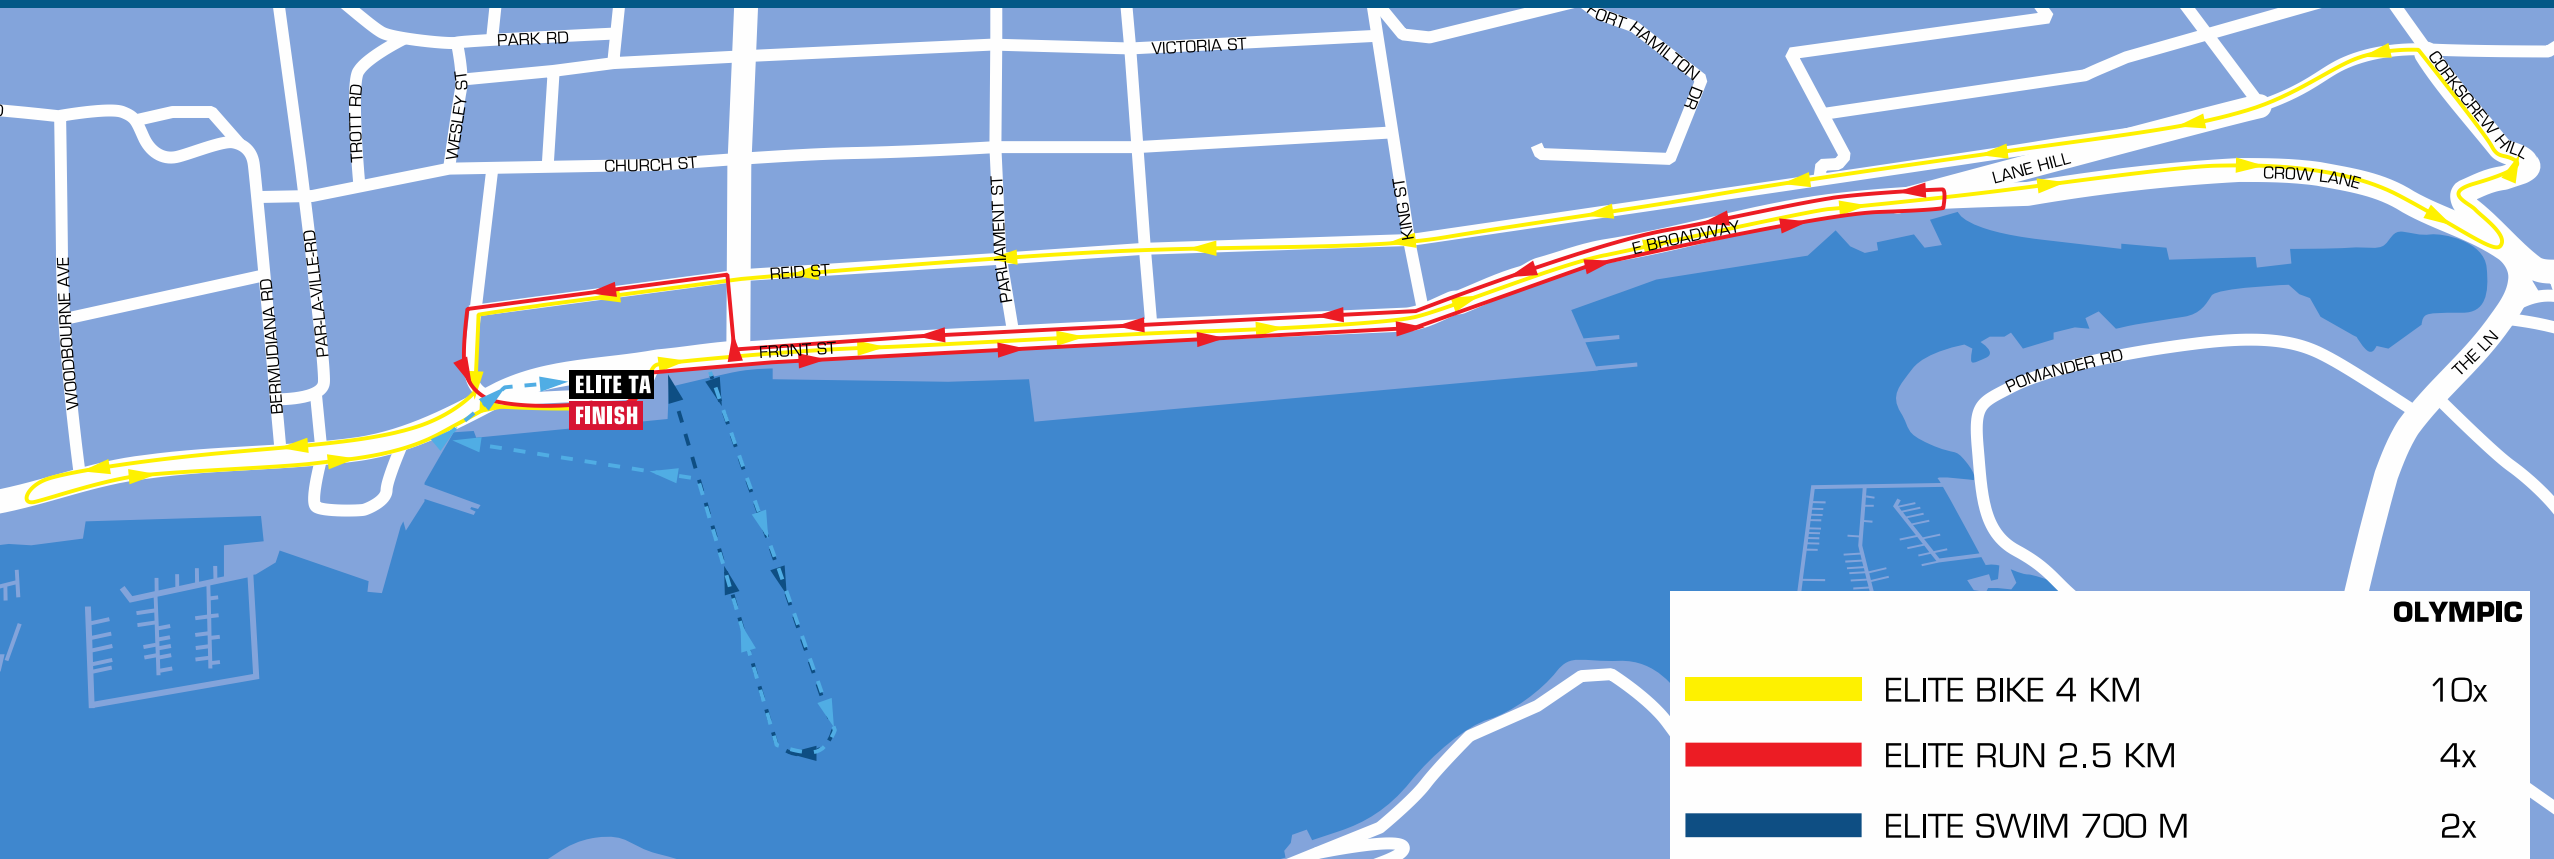 PARK RD
VICTORIA ST
FORT HAMILTON DR
CORKSCREW HILL
TROTT RD
WESLEY ST
CHURCH ST
LANE HILL
CROW LANE
KING ST
PARLIAMENT ST
E BROADWAY
REID ST
WOODBOURNE AVE
BERMUDIANA RD
PAR-LA-VILLE-RD
FRONT ST
ELITE TA
FINISH
THE LN
POMANDER RD
OLYMPIC
ELITE BIKE 4 KM 10x
ELITE RUN 2.5 KM 4x
ELITE SWIM 700 M 2x